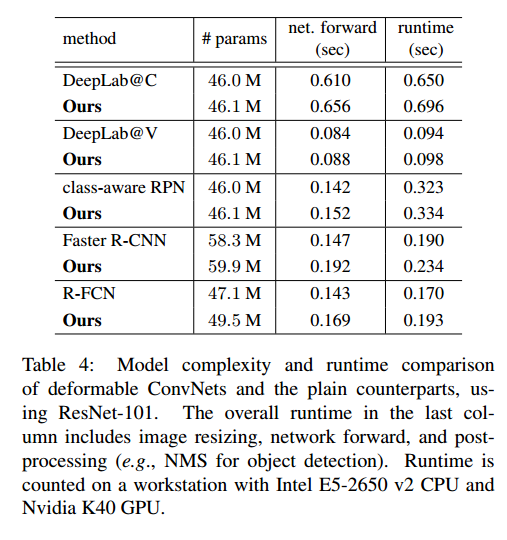 method # params net. forward (sec) runtime (sec)
DeepLab@C 46.0 M 0.610 0.650
Ours 46.1 M 0.656 0.696
DeepLab@V 46.0 M 0.084 0.094
Ours 46.1 M 0.088 0.098
class-aware RPN 46.0 M 0.142 0.323
Ours 46.1 M 0.152 0.334
Faster R-CNN 58.3 M 0.147 0.190
Ours 59.9 M 0.192 0.234
R-FCN 47.1 M 0.143 0.170
Ours 49.5 M 0.169 0.193
Table 4: Model complexity and runtime comparison
of deformable ConvNets and the plain counterparts, us-
ing ResNet-101. The overall runtime in the last col-
umn includes image resizing, network forward, and post-
processing (e.g., NMS for object detection). Runtime is
counted on a workstation with Intel E5-2650 v2 CPU and
Nvidia K40 GPU.